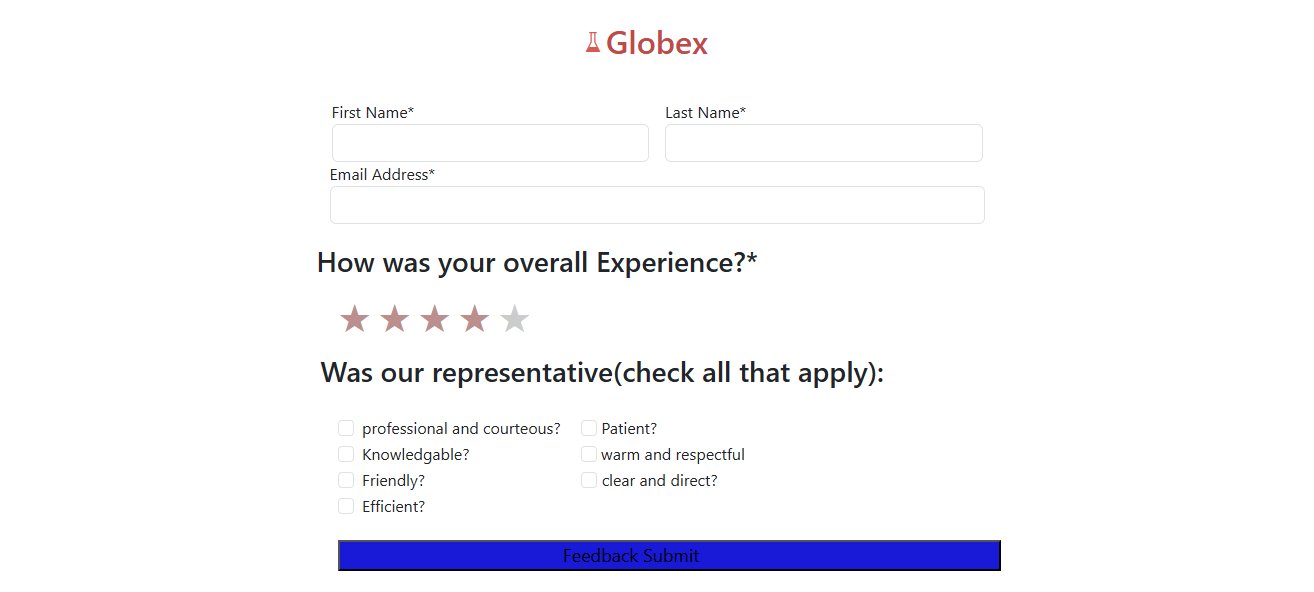 Globex
First Name* Last Name*
Email Address*
How was your overall Experience?*
Was our representative(check all that apply):
professional and courteous? Patient?
Knowledgable? warm and respectful
Friendly? clear and direct?
Efficient?
Feedback Submit